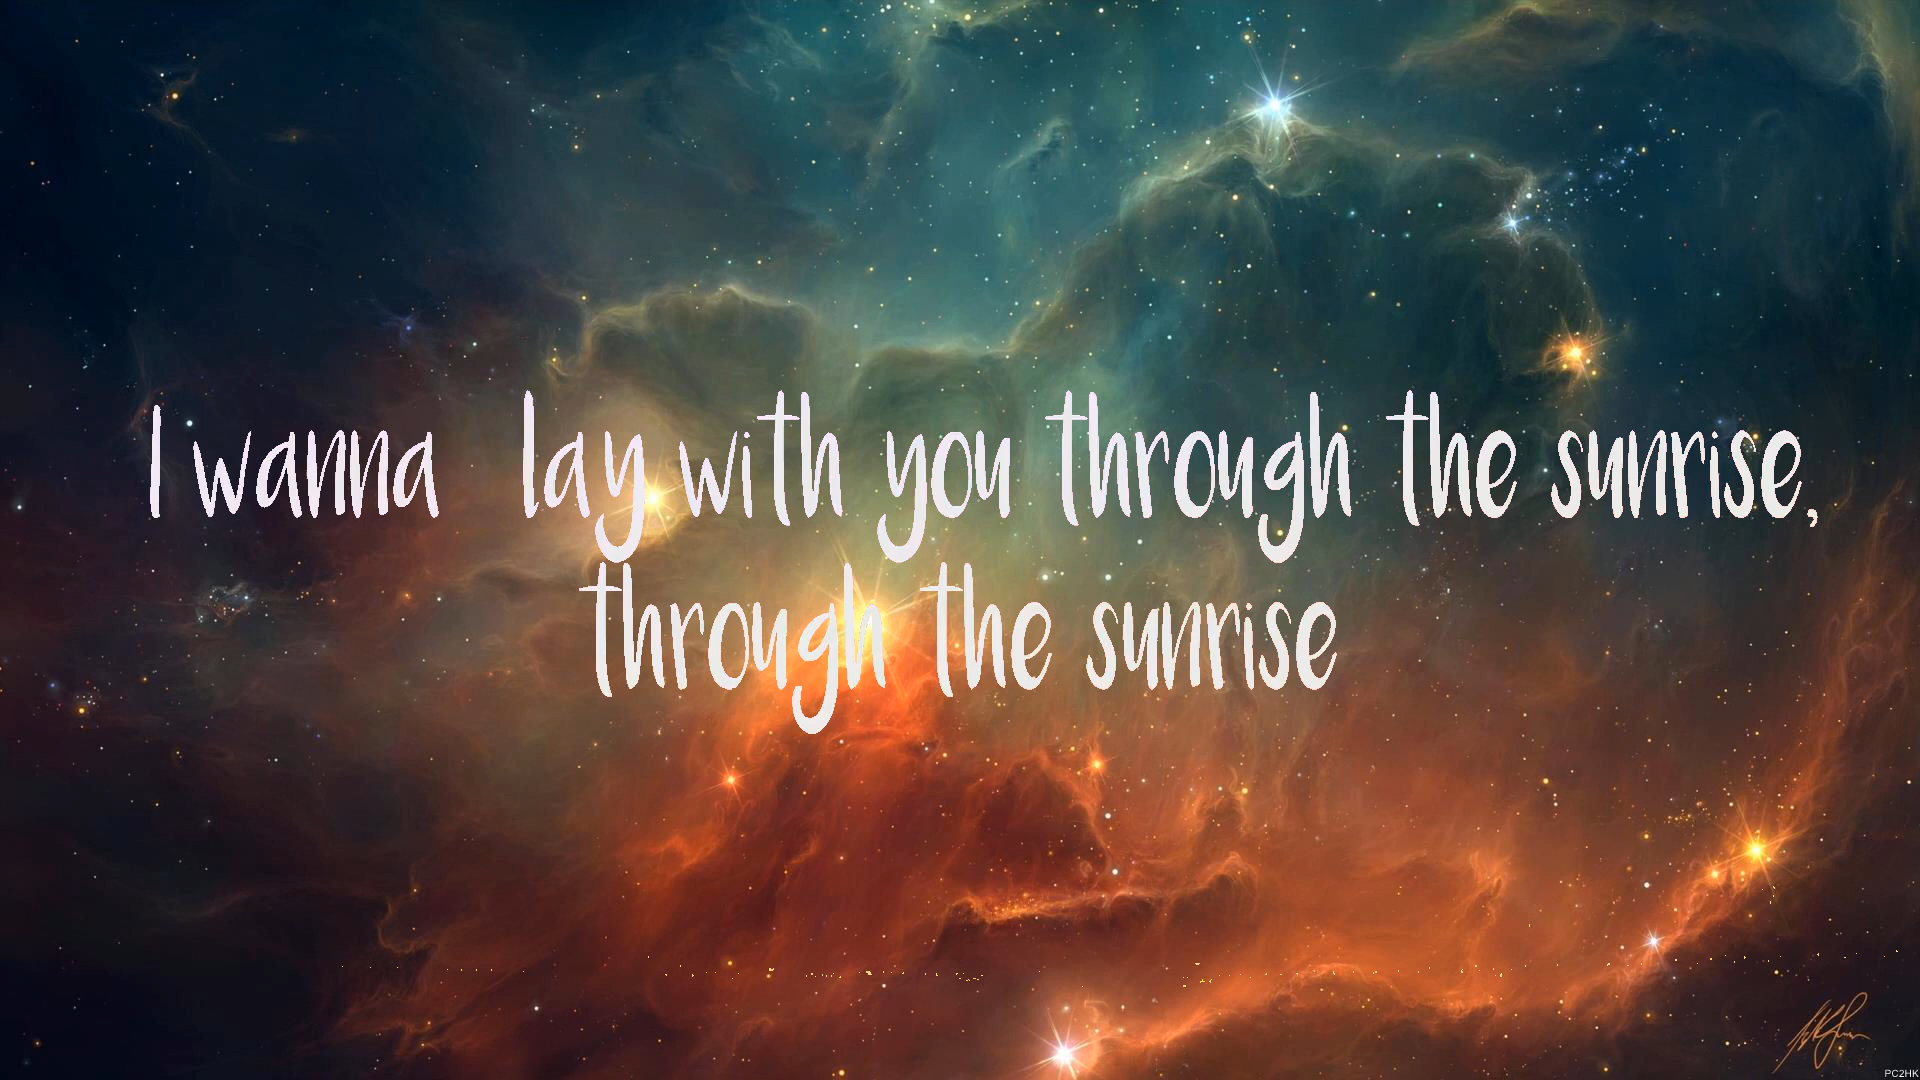 I wanna lay with you through the sunrise,
through the sunrise
PC2HK